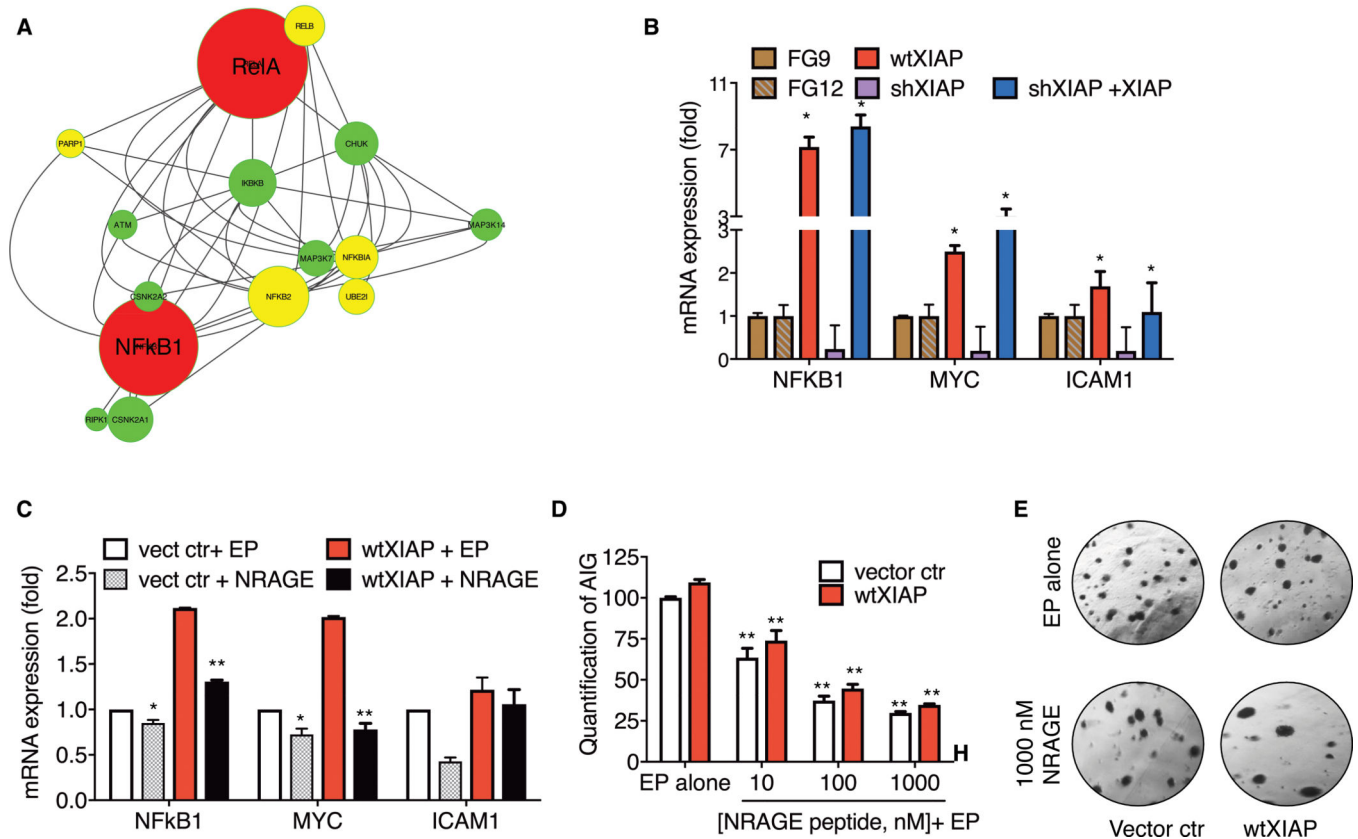 A
RELB
RelA
PARP1
CHUK
IKBKB
ATM
MAP3K14
MAP3K7
NFKBIA
NFKB2
UBE2I
CSNK2A2
NFkB1
RIPK1
CSNK2A1
B
FG9
wtXIAP
FG12
shXIAP
shXIAP +XIAP
mRNA expression (fold)
11
7
3
3
2
1
0
* * * * * *
NFKB1 MYC ICAM1
C
vect ctr+ EP
wtXIAP + EP
vect ctr + NRAGE
wtXIAP + NRAGE
mRNA expression (fold)
2.5
2.0
1.5
1.0
0.5
0.0
* ** * **
NFkB1 MYC ICAM1
D
vector ctr
wtXIAP
Quantification of AIG
125
100
75
50
25
0
** ** ** ** ** **
H
EP alone 10 100 1000
[NRAGE peptide, nM]+ EP
E
EP alone
1000 nM
NRAGE
Vector ctr wtXIAP